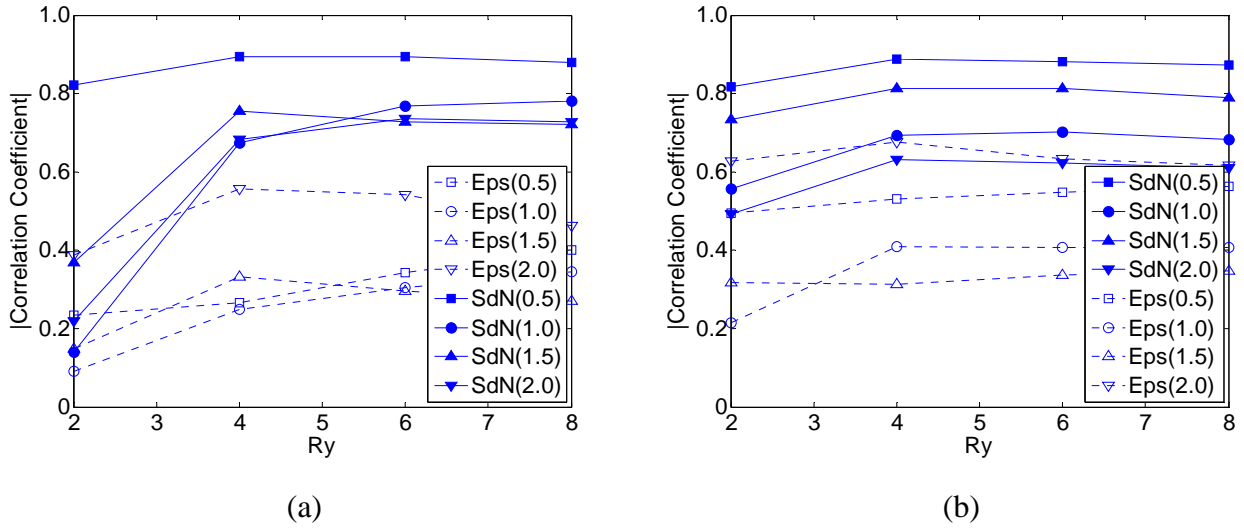 |Correlation Coefficient|
1.0
0.8
0.6
0.4
0.2
0
2 3 4 5 6 7 8
Ry
Eps(0.5)
Eps(1.0)
Eps(1.5)
Eps(2.0)
SdN(0.5)
SdN(1.0)
SdN(1.5)
SdN(2.0)
(a)
|Correlation Coefficient|
1.0
0.8
0.6
0.4
0.2
0
2 3 4 5 6 7 8
Ry
SdN(0.5)
SdN(1.0)
SdN(1.5)
SdN(2.0)
Eps(0.5)
Eps(1.0)
Eps(1.5)
Eps(2.0)
(b)